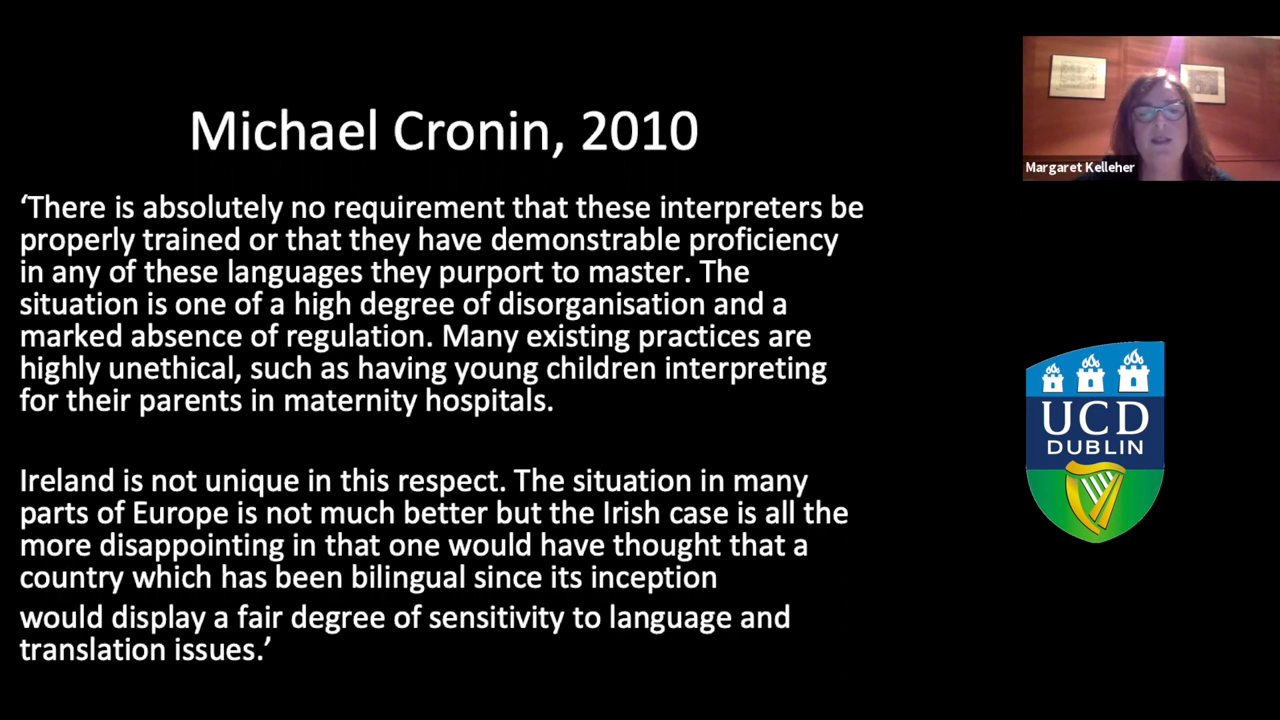 Michael Cronin, 2010
Margaret Kelleher
‘There is absolutely no requirement that these interpreters be
properly trained or that they have demonstrable proficiency
in any of these languages they purport to master. The
situation is one of a high degree of disorganisation and a
marked absence of regulation. Many existing practices are
highly unethical, such as having young children interpreting
for their parents in maternity hospitals.
Ireland is not unique in this respect. The situation in many
parts of Europe is not much better but the Irish case is all the
more disappointing in that one would have thought that a
country which has been bilingual since its inception
would display a fair degree of sensitivity to language and
translation issues.’
UCD
DUBLIN